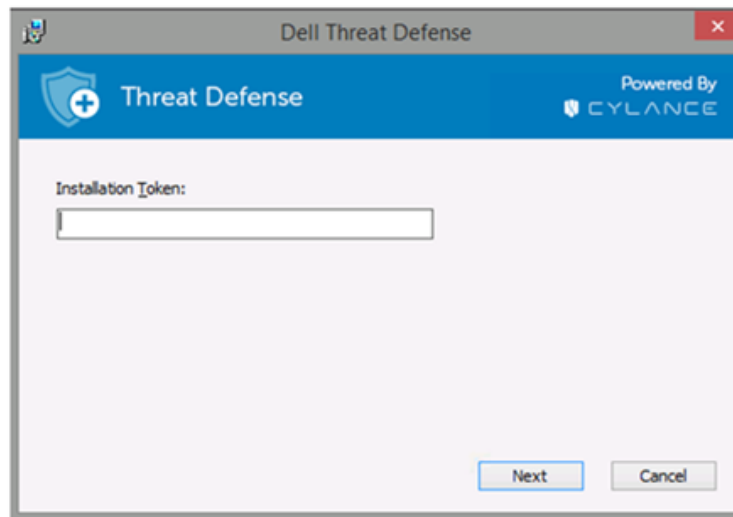 Dell Threat Defense
Threat Defense
Powered By
CYLANCE
Installation Token:
Next
Cancel